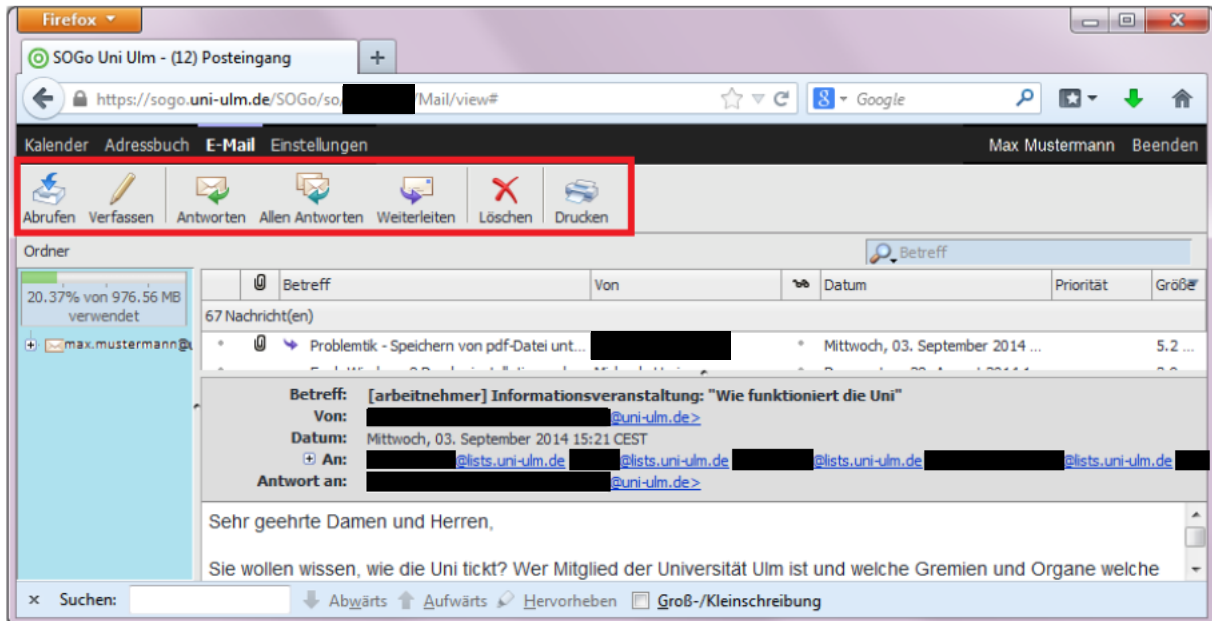 Firefox
SOGo Uni Ulm - (12) Posteingang
https://sogo.uni-ulm.de/SOGo/so/ /Mail/view#
Google
Kalender Adressbuch E-Mail Einstellungen Max Mustermann Beenden
Abrufen Verfassen Antworten Allen Antworten Weiterleiten Löschen Drucken
Ordner Betreff
20.37% von 976.56 MB
verwendet
Betreff Von Datum Priorität Größe
67 Nachricht(en)
max.mustermann@
Problemtik - Speichern von pdf-Datei unt... Mittwoch, 03. September 2014 ... 5.2 ...
Betreff: [arbeitnehmer] Informationsveranstaltung: "Wie funktioniert die Uni"
Von: @uni-ulm.de>
Datum: Mittwoch, 03. September 2014 15:21 CEST
An: @lists.uni-ulm.de @lists.uni-ulm.de @lists.uni-ulm.de @lists.uni-ulm.de
Antwort an: @uni-ulm.de>
Sehr geehrte Damen und Herren,
Sie wollen wissen, wie die Uni tickt? Wer Mitglied der Universität Ulm ist und welche Gremien und Organe welche
× Suchen: Abwärts Aufwärts Hervorheben Groß-/Kleinschreibung